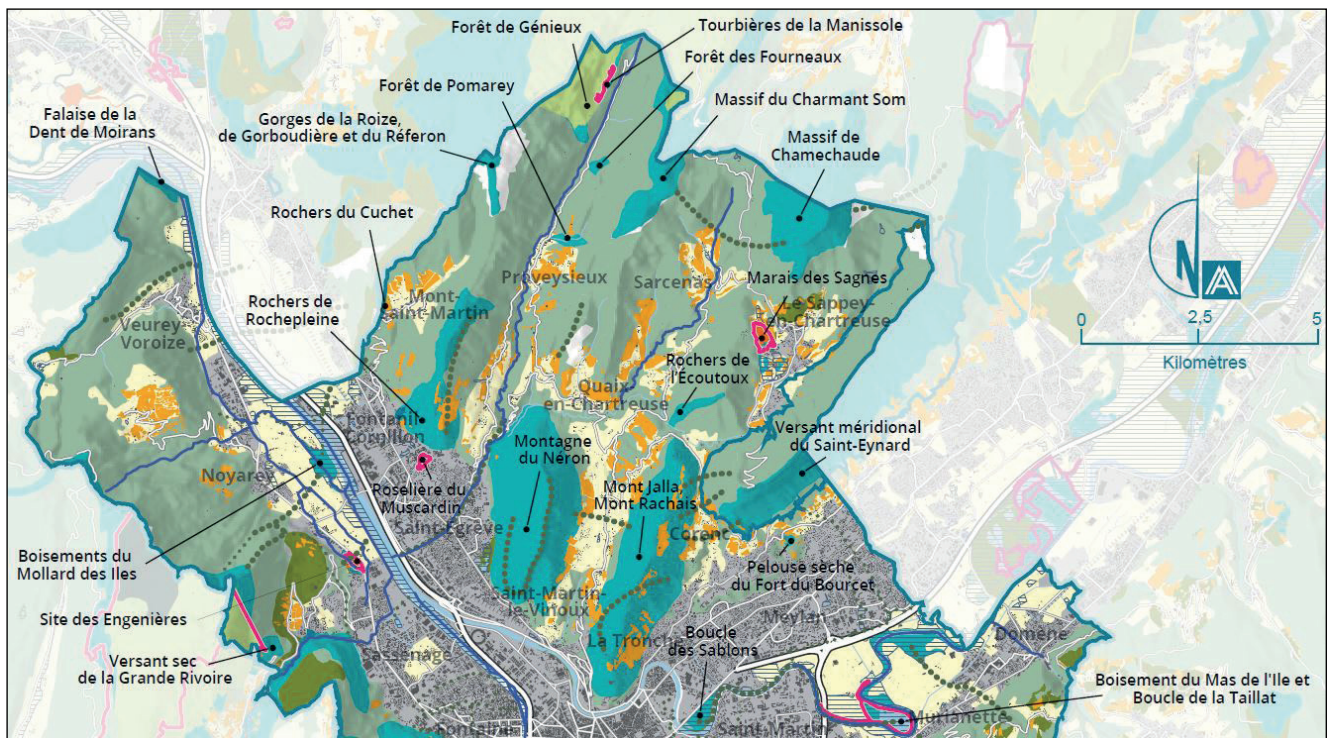 Forêt de Génieux
Tourbières de la Manissole
Forêt des Fourneaux
Forêt de Pomarey
Massif du Charmant Som
Falaise de la
Dent de Moirans
Gorges de la Roize,
de Gorboudière et du Réferon
Massif de
Chamechaude
Rochers du Cuchet
Proveysieux
Sarcenas
Marais des Sagnes
Le Sappey-
en-Chartreuse
N
0
2,5
5
Kilomètres
Rochers de
Rochepleine
Mont-
Saint-Martin
Veurey-
Voroize
Rochers de
l'Écoutoux
Quaix
en-Chartreuse
Fontanil-
Cornillon
Montagne
du Néron
Versant méridional
du Saint-Eynard
Noyarey
Roselière du
Muscardin
Mont Jalla,
Mont Rachais
Saint-Égrève
Corenc
Boisements du
Mollard des Iles
Pelouse sèche
du Fort du Bourcet
Saint-Martin-
le-Vinoux
Site des Engenières
Meylan
La Tronche
Boucle
des Sablons
Domène
Sassenage
Versant sec
de la Grande Rivoire
Boisement du Mas de l'Ile et
Boucle de la Taillat
Murianette
Fontaine
Saint-Martin